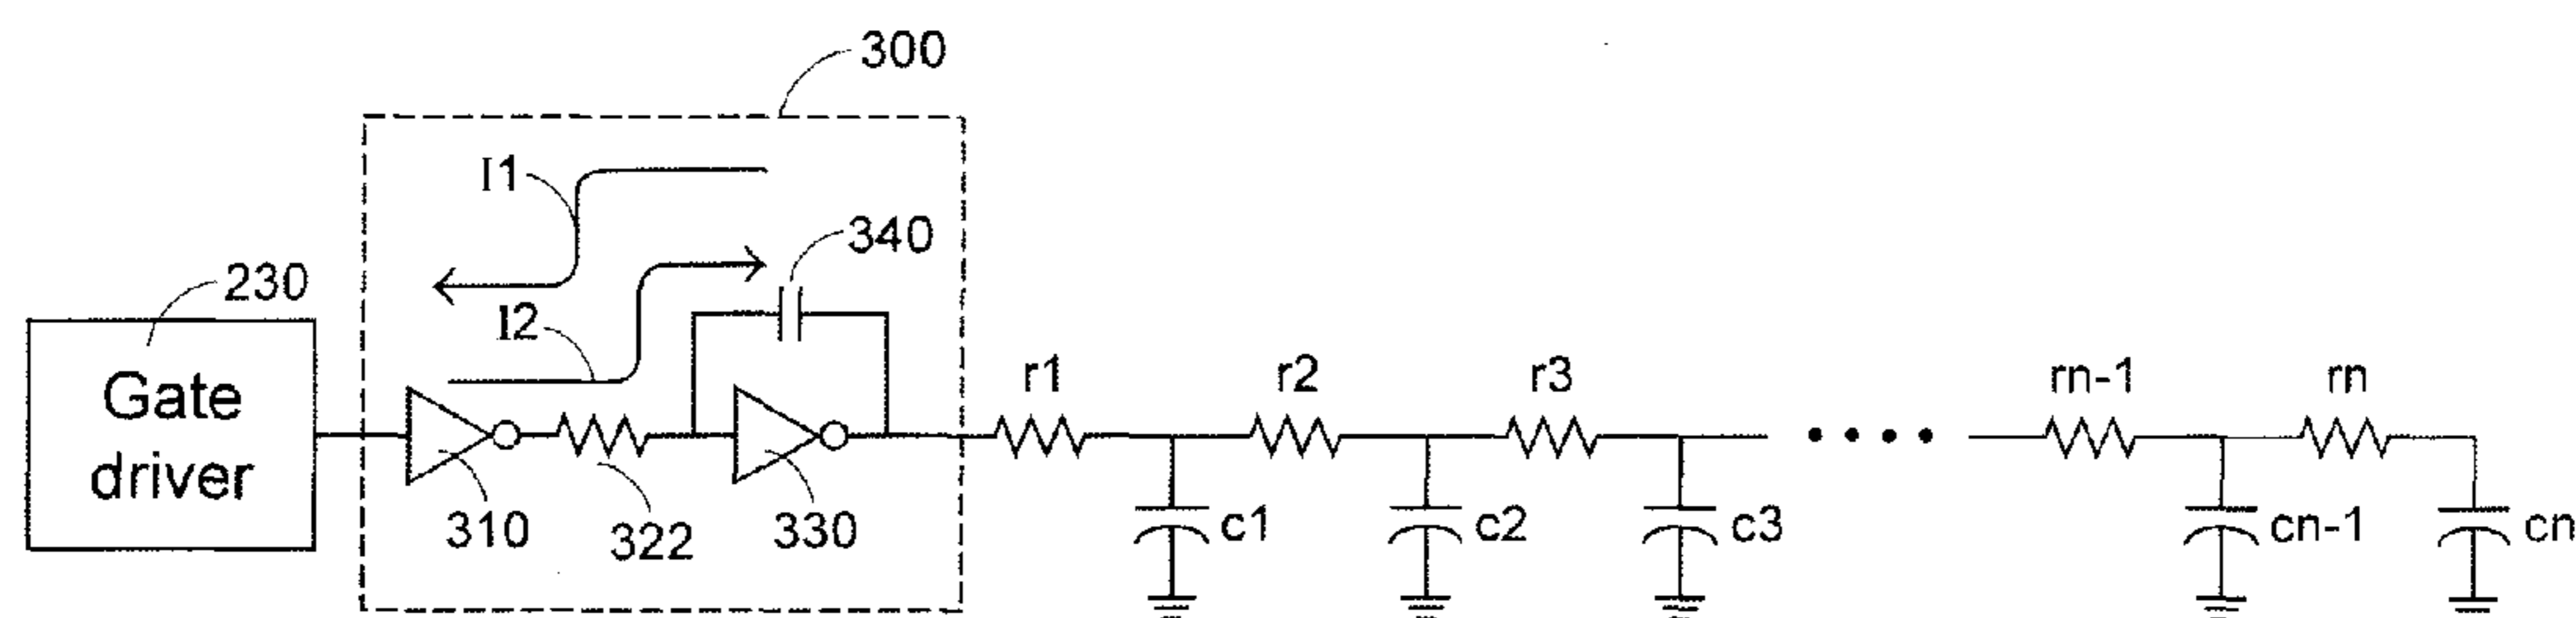 300
I1
340
230
I2
Gate
driver
r1
r2
r3
rn-1
rn
310
322
330
c1
c2
c3
cn-1
cn